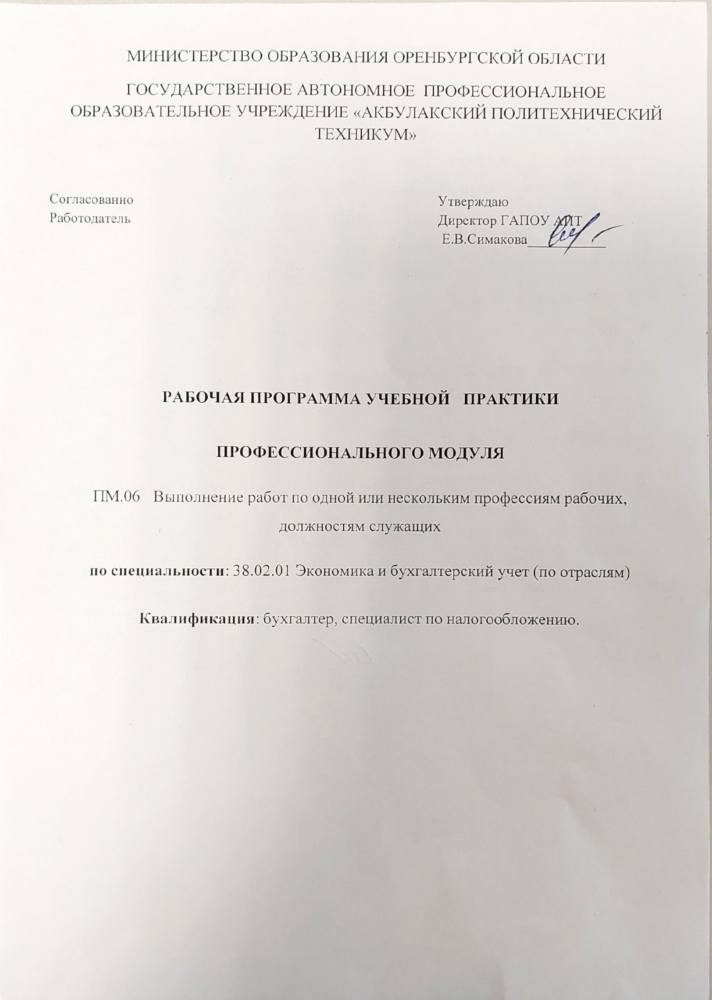 МИНИСТЕРСТВО ОБРАЗОВАНИЯ ОРЕНБУРГСКОЙ ОБЛАСТИ
ГОСУДАРСТВЕННОЕ АВТОНОМНОЕ ПРОФЕССИОНАЛЬНОЕ
ОБРАЗОВАТЕЛЬНОЕ УЧРЕЖДЕНИЕ «АКБУЛАКСКИЙ ПОЛИТЕХНИЧЕСКИЙ
ТЕХНИКУМ»
Согласованно
Работодатель
Утверждаю
Директор ГАПОУ АПТ
Е.В.Симакова
РАБОЧАЯ ПРОГРАММА УЧЕБНОЙ ПРАКТИКИ
ПРОФЕССИОНАЛЬНОГО МОДУЛЯ
ПМ.06 Выполнение работ по одной или нескольким профессиям рабочих,
должностям служащих
по специальности: 38.02.01 Экономика и бухгалтерский учет (по отраслям)
Квалификация: бухгалтер, специалист по налогообложению.